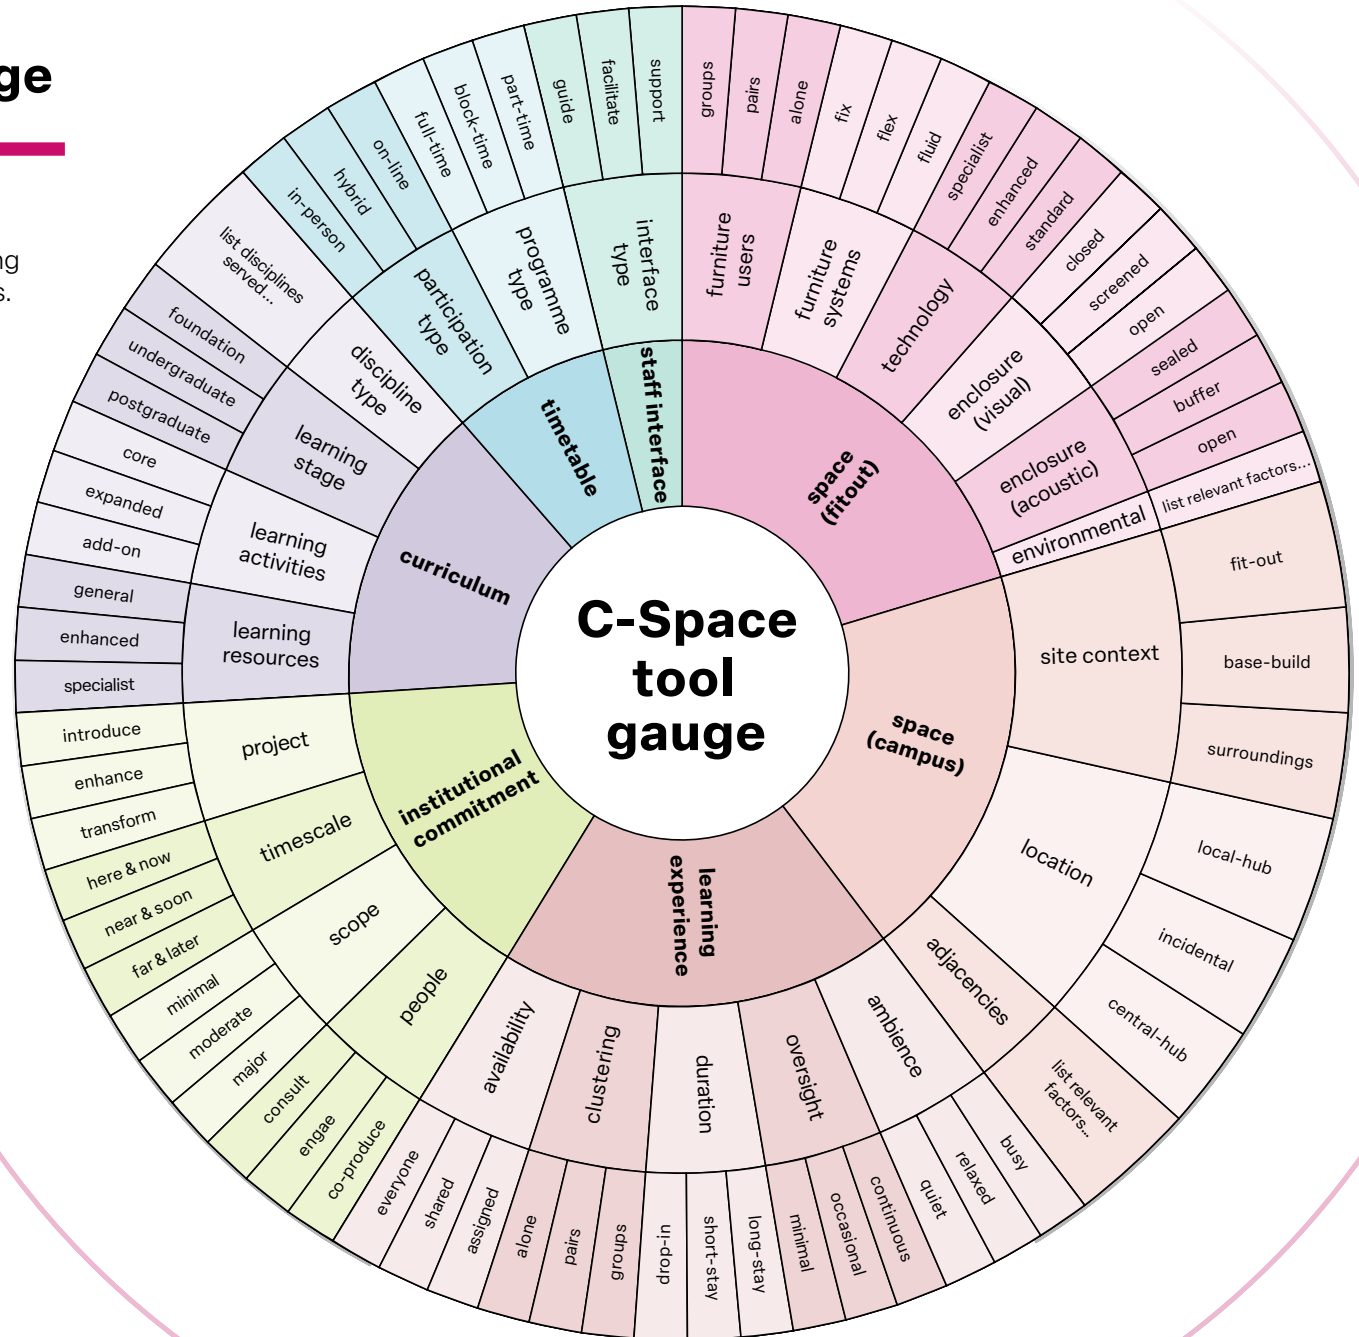 ge
ng
s.
C-Space
tool
gauge
space
(fitout)
furniture
users
groups
pairs
alone
furniture
systems
fix
flex
fluid
technology
specialist
enhanced
standard
enclosure
(visual)
closed
screened
open
enclosure
(acoustic)
sealed
buffer
open
environmental
list relevant factors...
space
(campus)
site context
fit-out
base-build
surroundings
location
local-hub
incidental
central-hub
adjacencies
list relevant
factors...
learning
experience
ambience
busy
relaxed
quiet
oversight
continuous
occasional
minimal
duration
long-stay
short-stay
drop-in
clustering
groups
pairs
alone
availability
assigned
shared
everyone
institutional
commitment
people
co-produce
engae
consult
scope
major
moderate
minimal
timescale
far & later
near & soon
here & now
project
transform
enhance
introduce
curriculum
learning
resources
specialist
enhanced
general
learning
activities
add-on
expanded
core
learning
stage
postgraduate
undergraduate
foundation
discipline
type
list disciplines
served...
timetable
participation
type
in-person
hybrid
on-line
programme
type
full-time
block-time
part-time
staff interface
interface
type
guide
facilitate
support